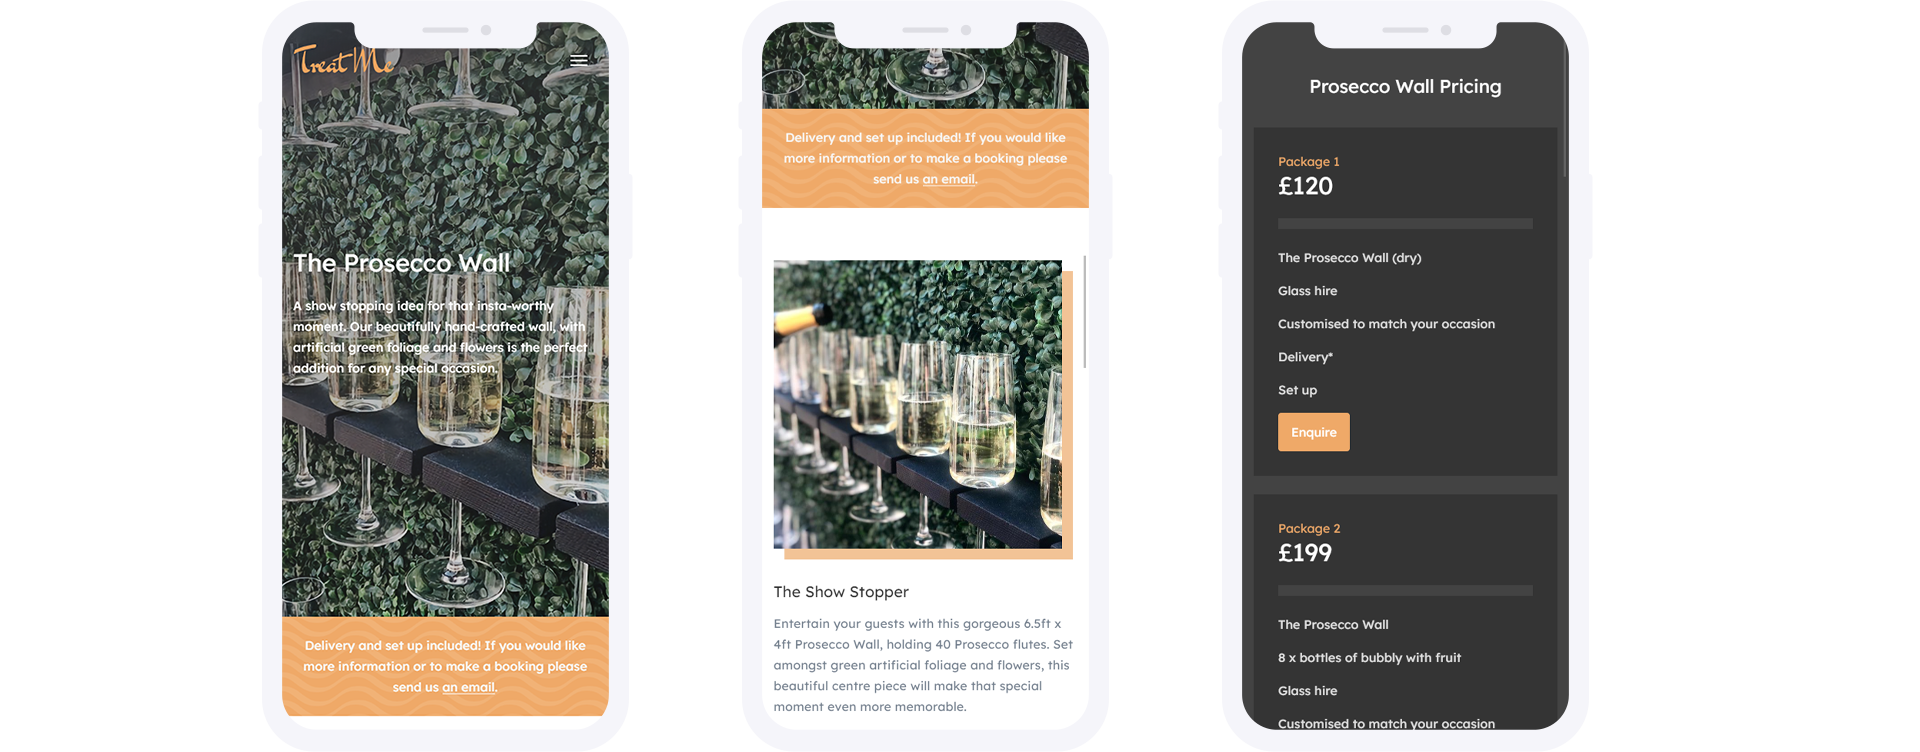 Treat Me
The Prosecco Wall
A show stopping idea for that insta-worthy
moment. Our beautifully hand-crafted wall, with
artificial green foliage and flowers is the perfect
addition for any special occasion.
Delivery and set up included! If you would like
more information or to make a booking please
send us an email.
Delivery and set up included! If you would like
more information or to make a booking please
send us an email.
The Show Stopper
Entertain your guests with this gorgeous 6.5ft x
4ft Prosecco Wall, holding 40 Prosecco flutes. Set
amongst green artificial foliage and flowers, this
beautiful centre piece will make that special
moment even more memorable.
Prosecco Wall Pricing
Package 1
£120
The Prosecco Wall (dry)
Glass hire
Customised to match your occasion
Delivery*
Set up
Enquire
Package 2
£199
The Prosecco Wall
8 x bottles of bubbly with fruit
Glass hire
Customised to match your occasion